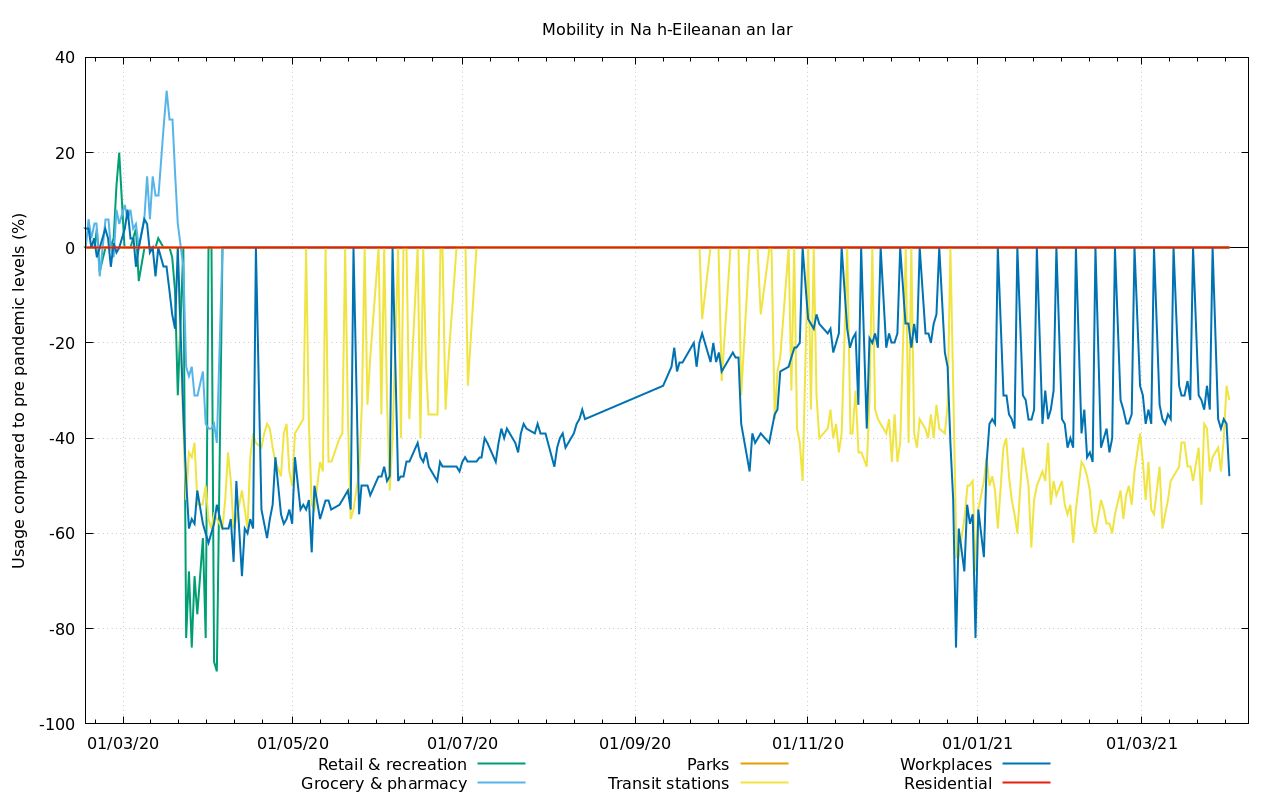 Mobility in Na h-Eileanan an Iar
Usage compared to pre pandemic levels (%)
40
20
0
-20
-40
-60
-80
-100
01/03/20 01/05/20 01/07/20 01/09/20 01/11/20 01/01/21 01/03/21
Retail & recreation Parks Workplaces
Grocery & pharmacy Transit stations Residential